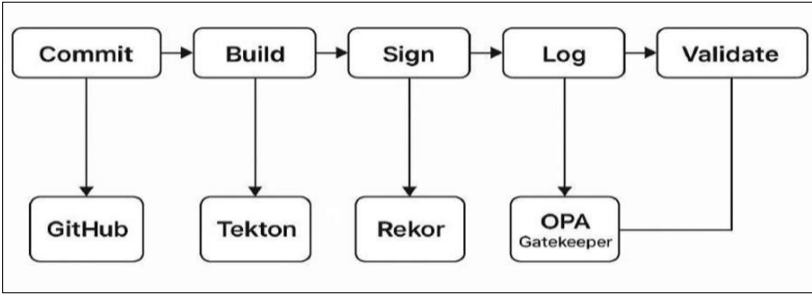 Commit
Build
Sign
Log
Validate
GitHub
Tekton
Rekor
OPA
Gatekeeper